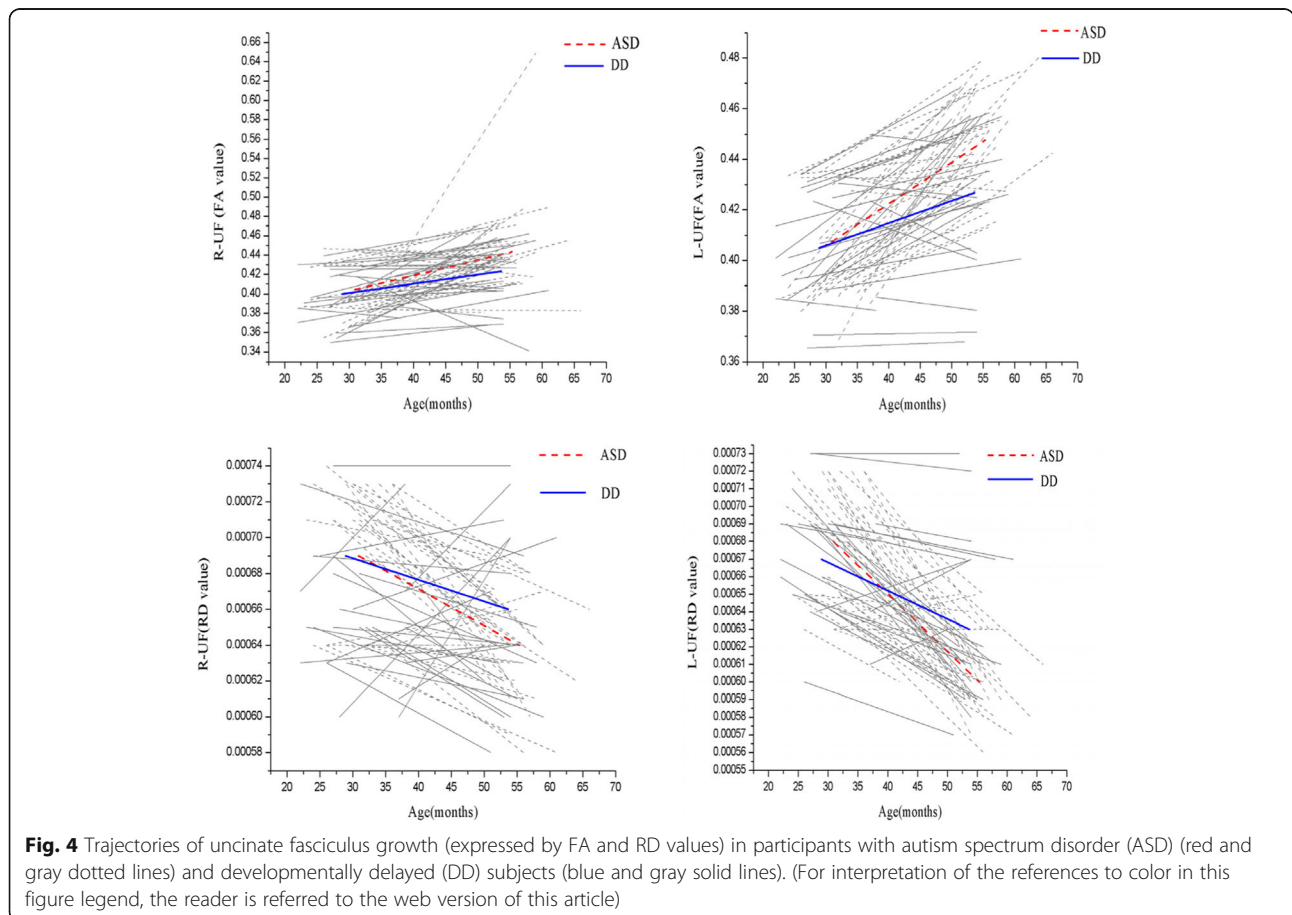 0.66
0.64
0.62
0.60
0.58
0.56
0.54
0.52
0.50
0.48
0.46
0.44
0.42
0.40
0.38
0.36
0.34
R-UF (FA value)
ASD
DD
20 25 30 35 40 45 50 55 60 65 70
Age(months)
0.48
0.46
0.44
0.42
0.40
0.38
0.36
L-UF(FA value)
ASD
DD
20 25 30 35 40 45 50 55 60 65 70
Age(months)
0.00074
0.00072
0.00070
0.00068
0.00066
0.00064
0.00062
0.00060
0.00058
R-UF(RD value)
ASD
DD
20 25 30 35 40 45 50 55 60 65 70
Age(months)
0.00073
0.00072
0.00071
0.00069
0.00068
0.00067
0.00066
0.00065
0.00064
0.00063
0.00061
0.00060
0.00059
0.00058
0.00057
0.00056
0.00055
L-UF(RD value)
ASD
DD
20 25 30 35 40 45 50 55 60 65 70
Age(months)
Fig. 4 Trajectories of uncinate fasciculus growth (expressed by FA and RD values) in participants with autism spectrum disorder (ASD) (red and
gray dotted lines) and developmentally delayed (DD) subjects (blue and gray solid lines). (For interpretation of the references to color in this
figure legend, the reader is referred to the web version of this article)